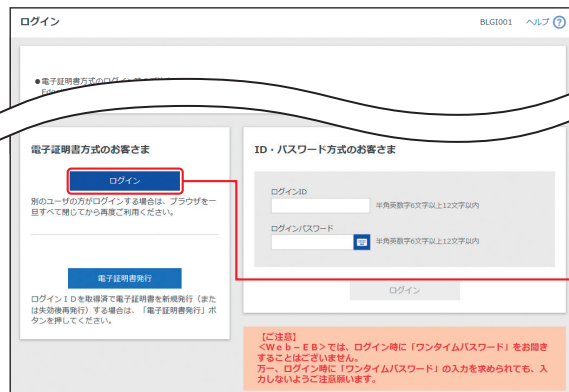 ログイン
BLGI001 ヘルプ ?
電子証明書方式のお客さま
ログイン
別のユーザの方がログインする場合は、ブラウザを一
旦すべて閉じてから再度ご利用ください。
電子証明書発行
ログインＩＤを取得済で電子証明書を新規発行（また
は失効後再発行）する場合は、「電子証明書発行」ボ
タンを押してください。
ID・パスワード方式のお客さま
ログインID
半角英数字6文字以上12文字以内
ログインパスワード
半角英数字6文字以上12文字以内
ログイン
【ご注意】
＜Ｗｅｂ－ＥＢ＞では、ログイン時に「ワンタイムパスワード」をお聞き
することはございません。
万一、ログイン時に「ワンタイムパスワード」の入力を求められても、入
力しないようご注意願います。